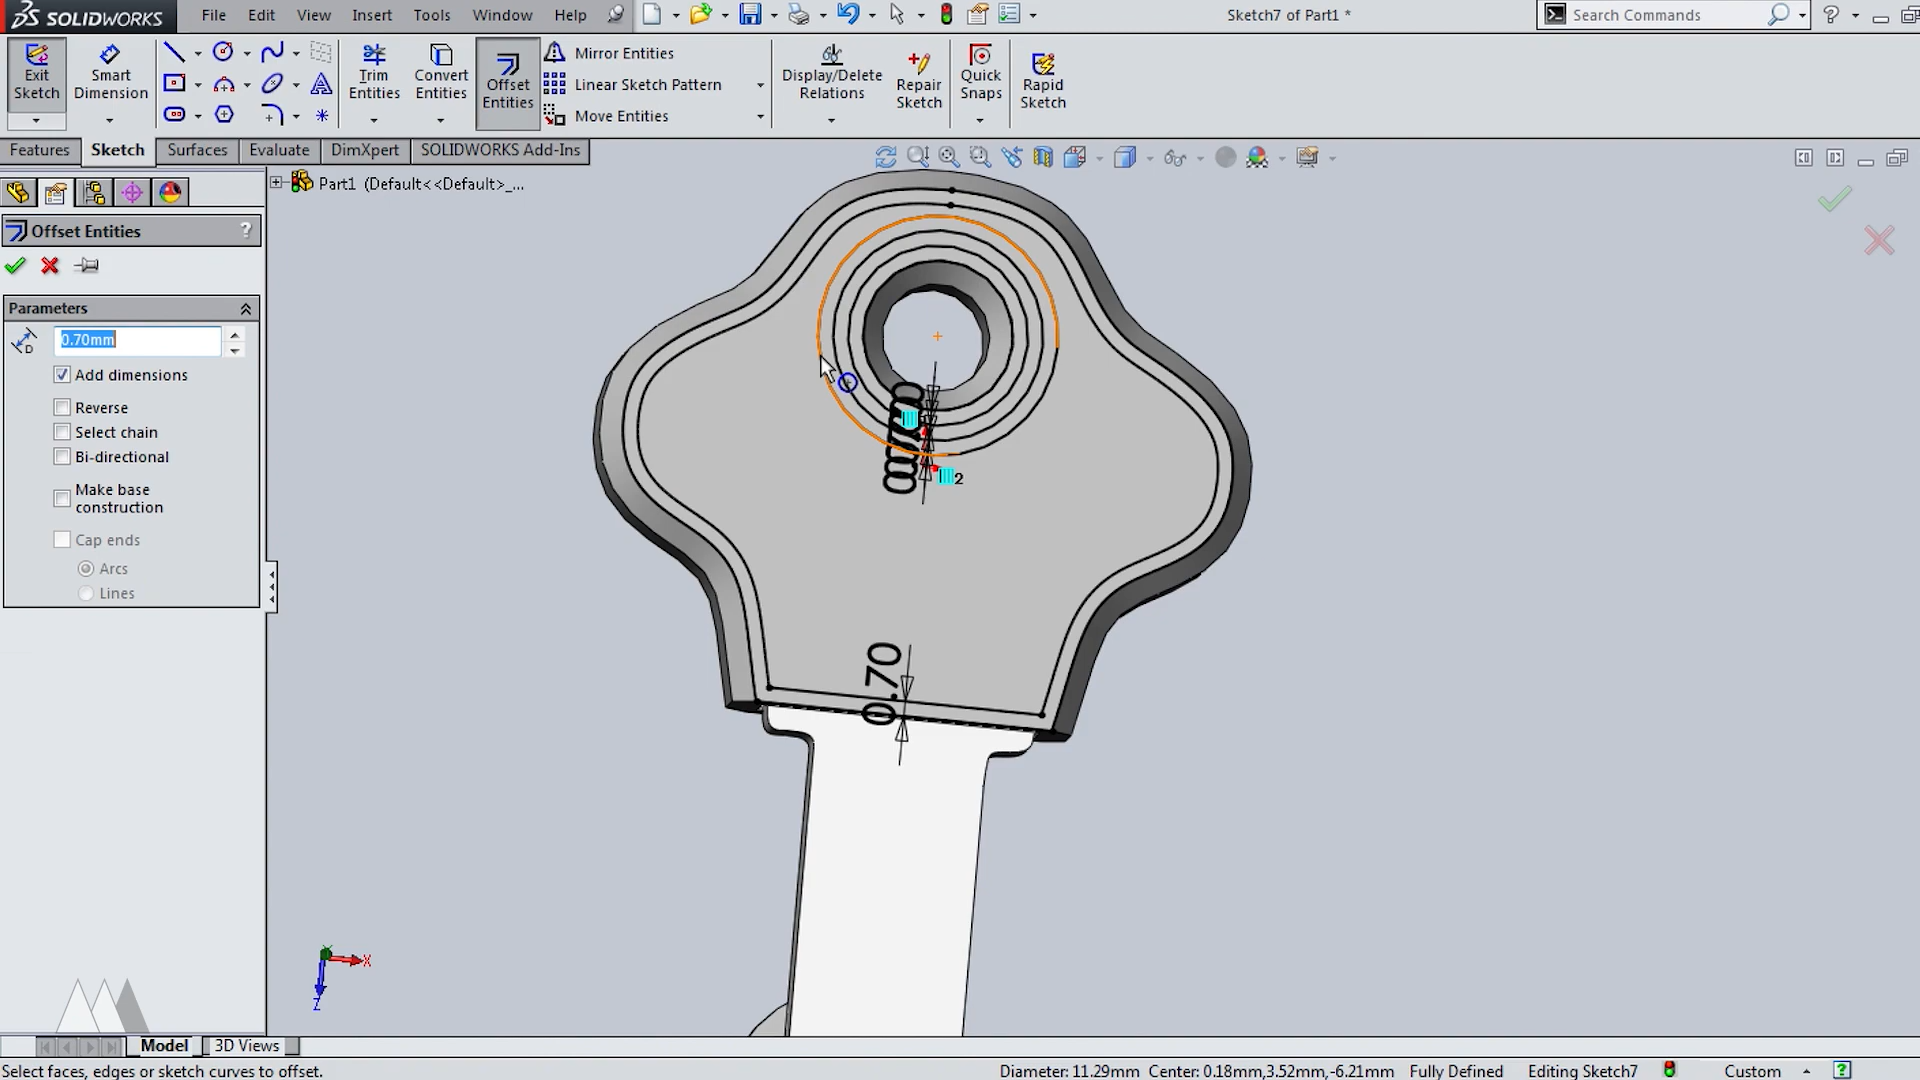 SOLIDWORKS
File Edit View Insert Tools Window Help
Sketch7 of Part1 *
Search Commands
Exit Sketch
Smart Dimension
Trim Entities
Convert Entities
Offset Entities
Mirror Entities
Linear Sketch Pattern
Move Entities
Display/Delete Relations
Repair Sketch
Quick Snaps
Rapid Sketch
Features Sketch Surfaces Evaluate DimXpert SOLIDWORKS Add-Ins
Part1 (Default<<Default>_...
Offset Entities ?
Parameters
D
0.70mm
Add dimensions
Reverse
Select chain
Bi-directional
Make base construction
Cap ends
Arcs
Lines
2
0.70
X
Y
Z
Model 3D Views
Select faces, edges or sketch curves to offset.
Diameter: 11.29mm Center: 0.18mm,3.52mm,-6.21mm Fully Defined Editing Sketch7 Custom